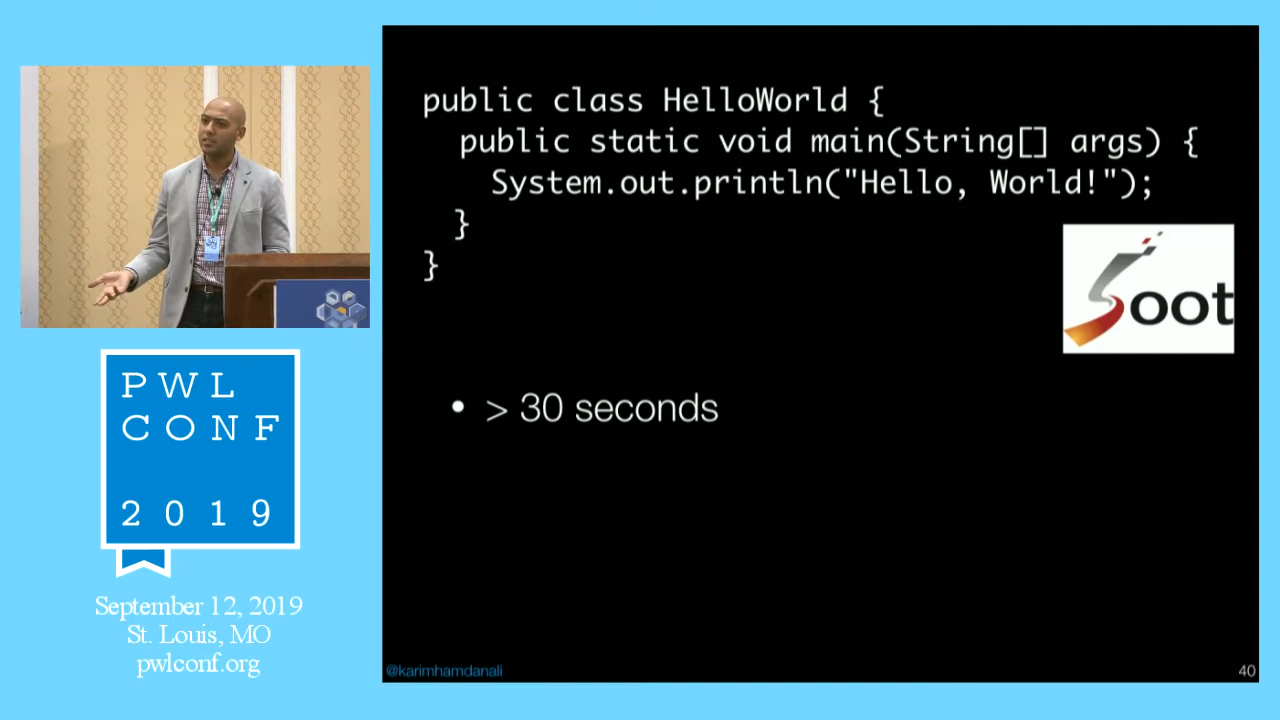 public class HelloWorld {
public static void main(String[] args) {
System.out.println("Hello, World!");
}
}
Soot
• > 30 seconds
@karimhamdanali
40
PWL
CONF
2019
September 12, 2019
St. Louis, MO
pwlconf.org